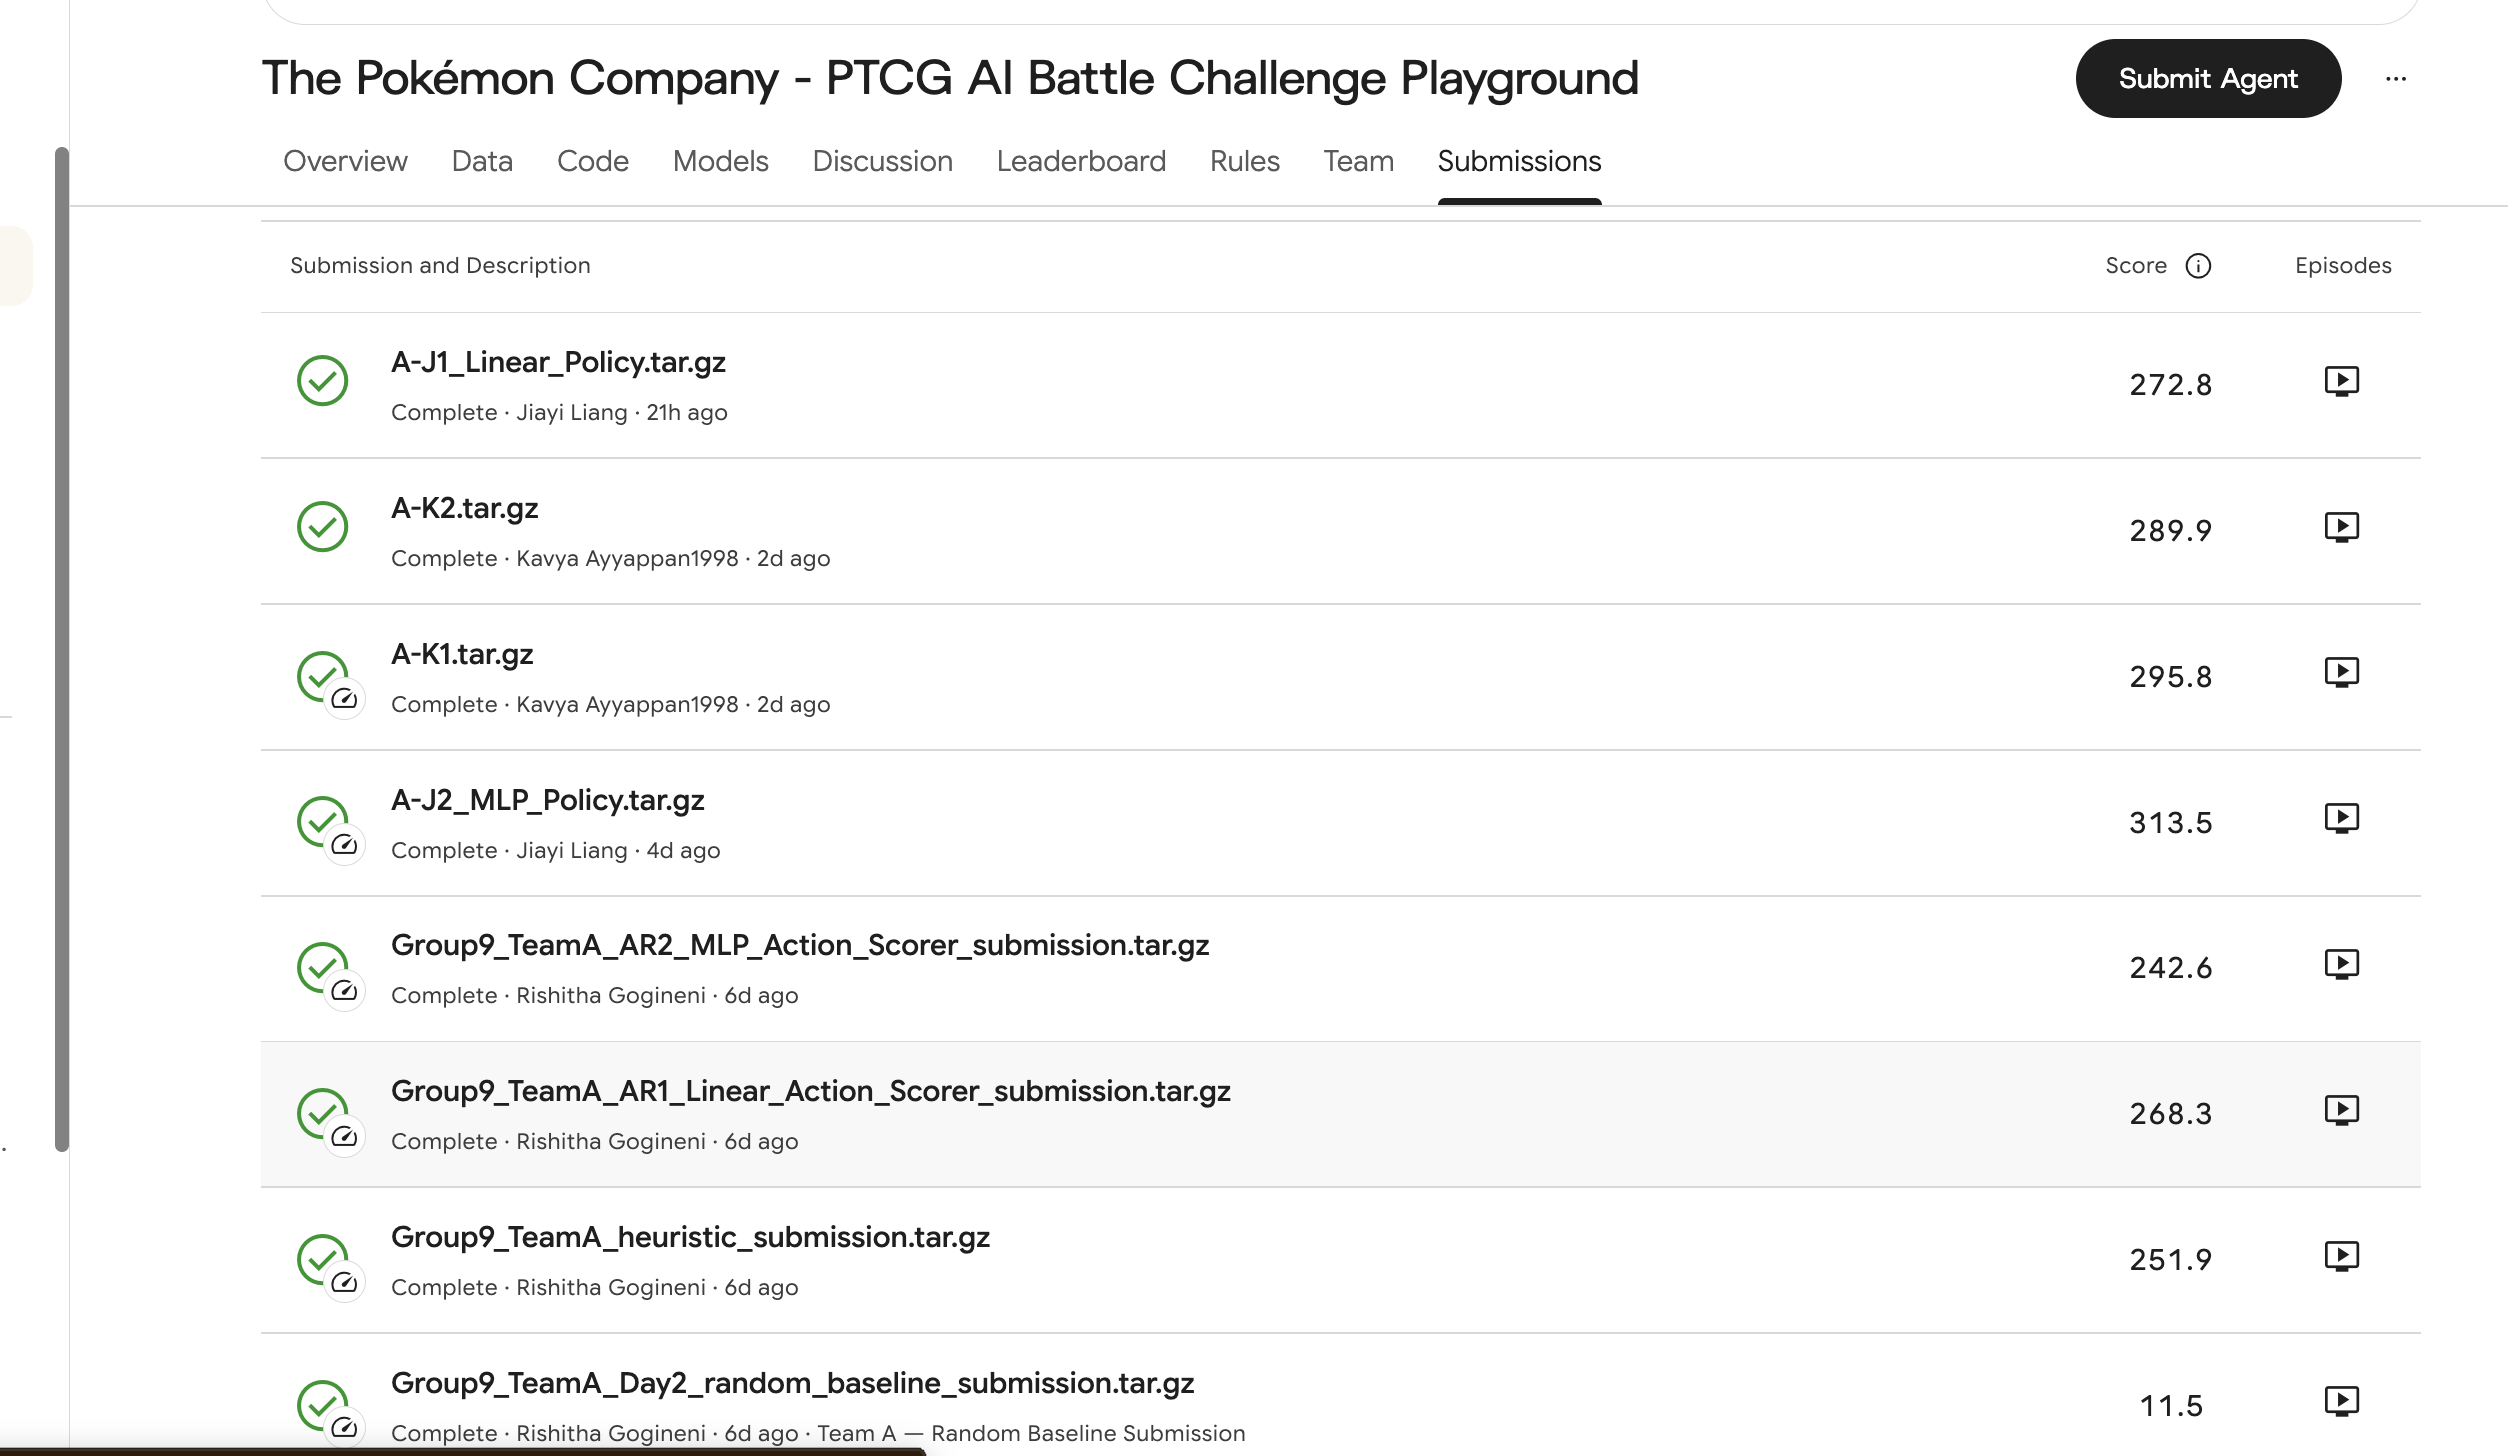 The Pokémon Company - PTCG AI Battle Challenge Playground
Submit Agent
...
Overview Data Code Models Discussion Leaderboard Rules Team Submissions
Submission and Description Score Episodes
A-J1_Linear_Policy.tar.gz
Complete · Jiayi Liang · 21h ago
272.8
A-K2.tar.gz
Complete · Kavya Ayyappan1998 · 2d ago
289.9
A-K1.tar.gz
Complete · Kavya Ayyappan1998 · 2d ago
295.8
A-J2_MLP_Policy.tar.gz
Complete · Jiayi Liang · 4d ago
313.5
Group9_TeamA_AR2_MLP_Action_Scorer_submission.tar.gz
Complete · Rishitha Gogineni · 6d ago
242.6
Group9_TeamA_AR1_Linear_Action_Scorer_submission.tar.gz
Complete · Rishitha Gogineni · 6d ago
268.3
Group9_TeamA_heuristic_submission.tar.gz
Complete · Rishitha Gogineni · 6d ago
251.9
Group9_TeamA_Day2_random_baseline_submission.tar.gz
Complete · Rishitha Gogineni · 6d ago · Team A — Random Baseline Submission
11.5